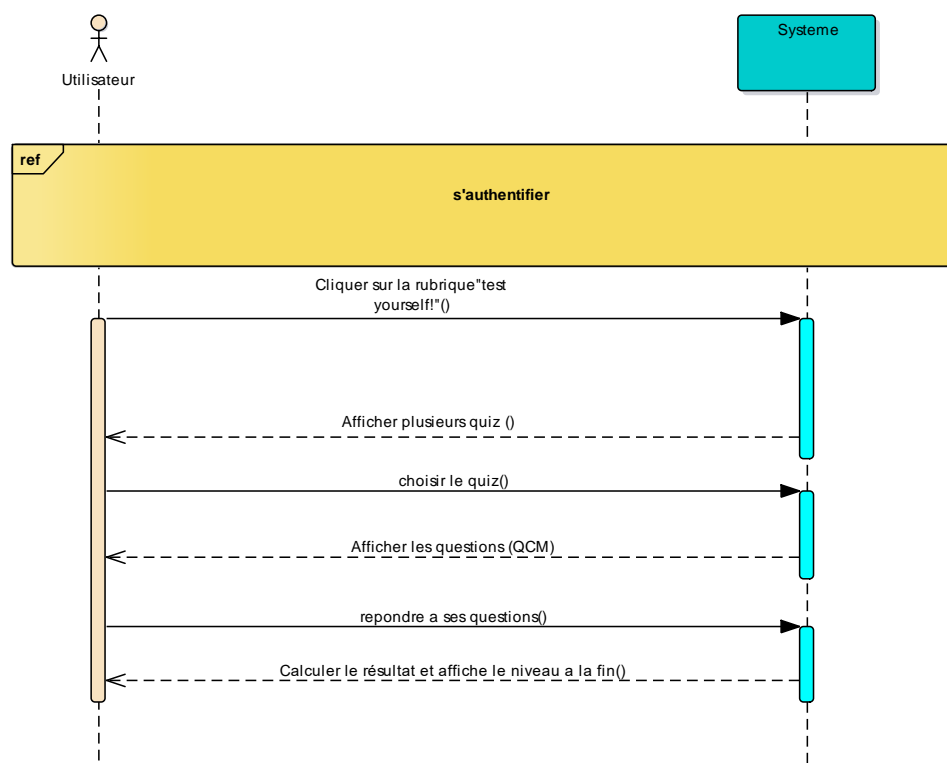 Systeme
Utilisateur
ref
s'authentifier
Cliquer sur la rubrique"test
yourself!"()
Afficher plusieurs quiz ()
choisir le quiz()
Afficher les questions (QCM)
repondre a ses questions()
Calculer le résultat et affiche le niveau a la fin()